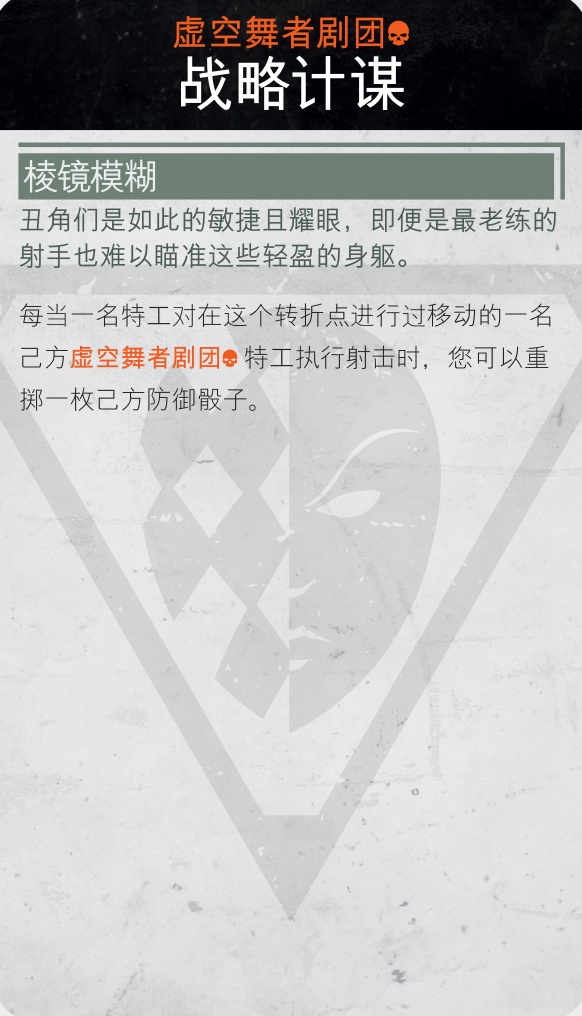 虚空舞者剧团
战略计谋
棱镜模糊
丑角们是如此的敏捷且耀眼，即便是最老练的
射手也难以瞄准这些轻盈的身躯。
每当一名特工对在这个转折点进行过移动的一名
己方虚空舞者剧团特工执行射击时，您可以重
掷一枚己方防御骰子。